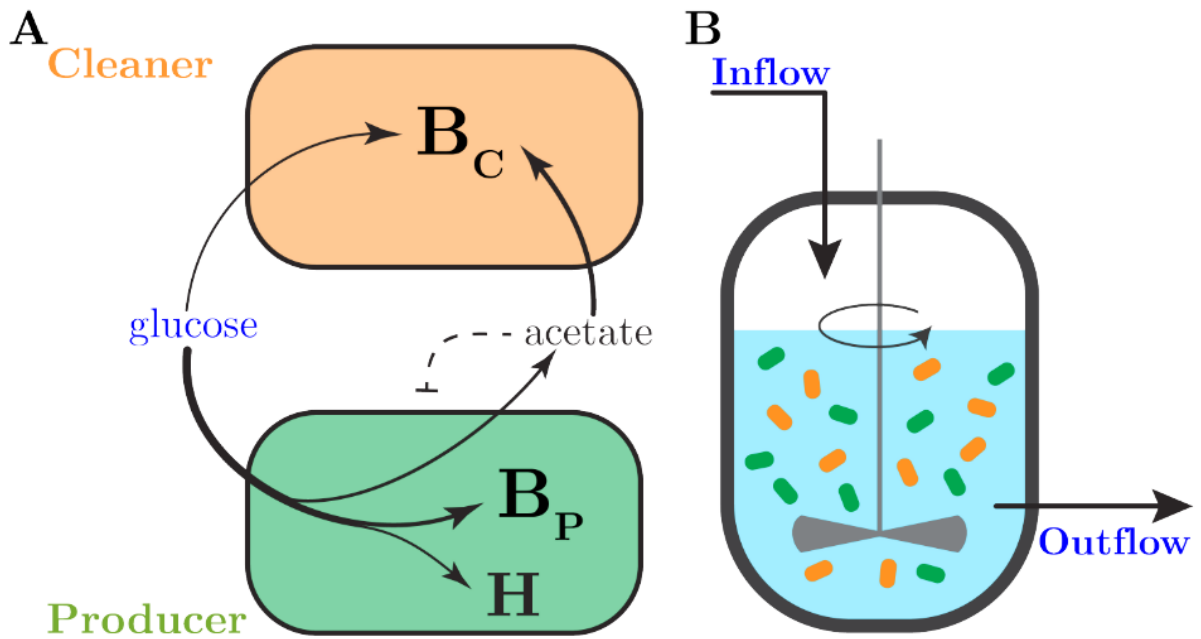 A
Cleaner
B_C
glucose
acetate
B_P
H
Producer
B
Inflow
Outflow